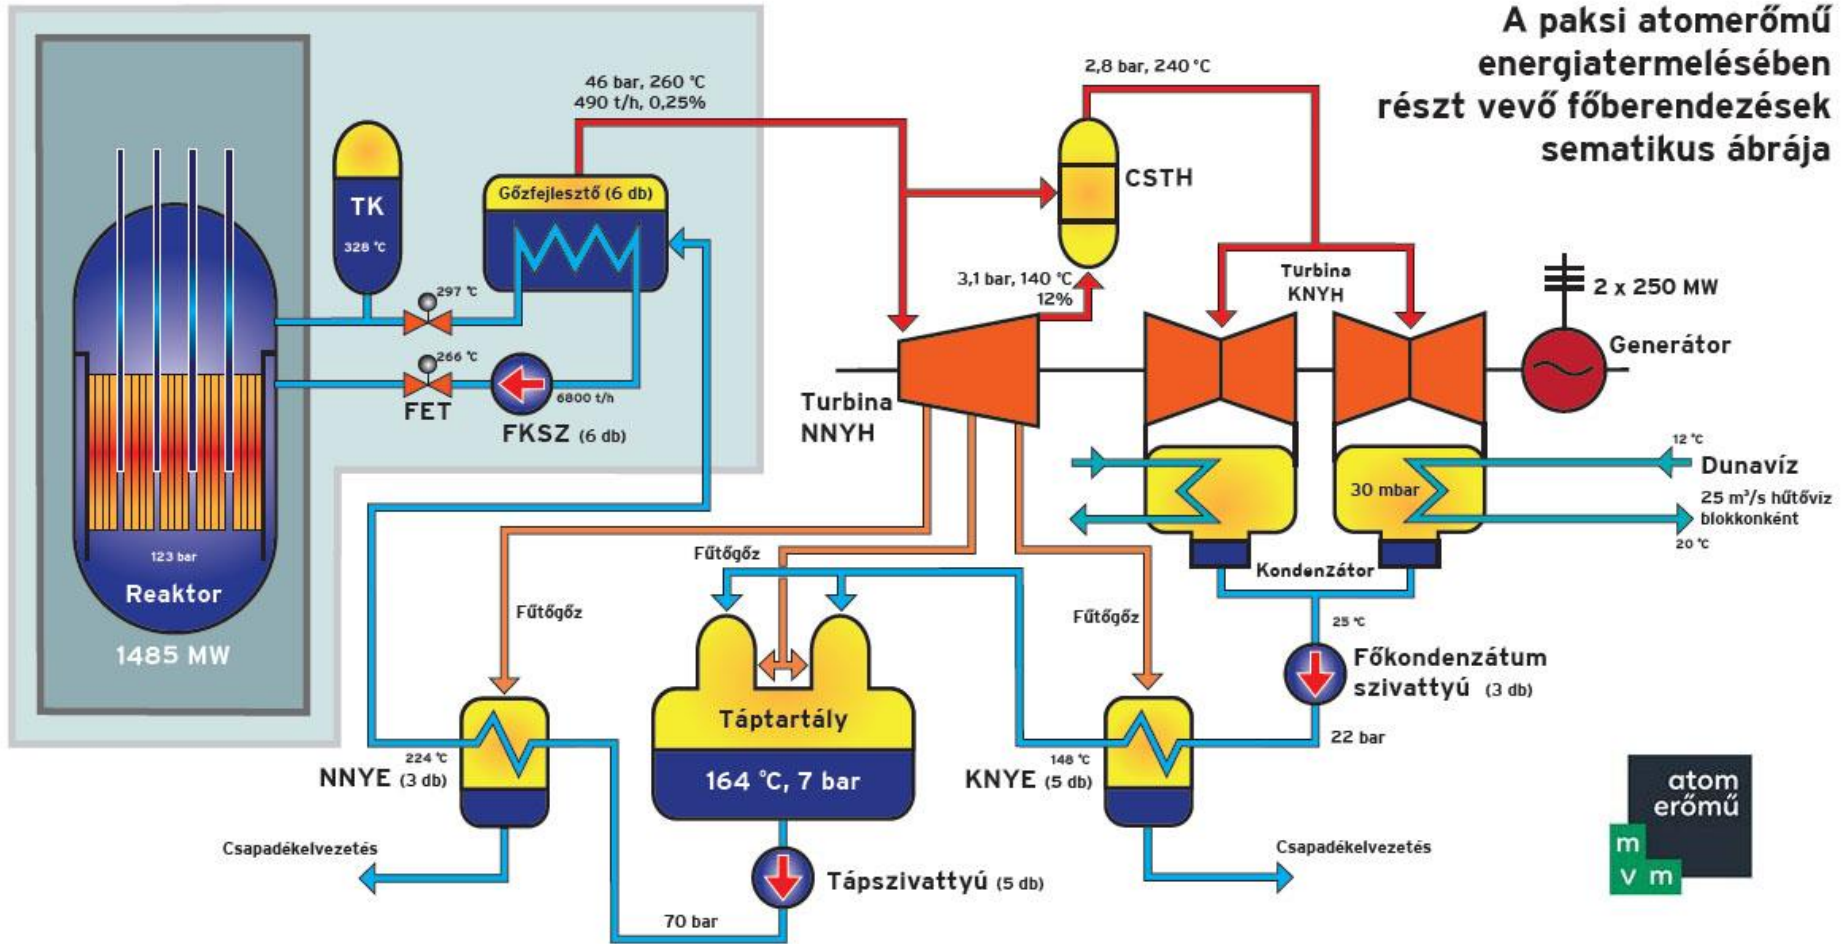 A paksi atomerőmű
energiatermelésében
részt vevő főberendezések
sematikus ábrája
46 bar, 260 °C
490 t/h, 0,25%
2,8 bar, 240 °C
TK
328 °C
Gőzfejlesztő (6 db)
CSTH
3,1 bar, 140 °C
12%
Turbina
KNYH
2 x 250 MW
297 °C
266 °C
FET
6800 t/h
FKSZ (6 db)
Generátor
Turbina
NNYH
12 °C
Dunavíz
30 mbar
25 m³/s hűtővíz
blokkonként
20 °C
123 bar
Reaktor
1485 MW
Fűtőgőz
Kondenzátor
Fűtőgőz
Fűtőgőz
25 °C
Főkondenzátum
szivattyú (3 db)
22 bar
Táptartály
164 °C, 7 bar
224 °C
NNYE (3 db)
148 °C
KNYE (5 db)
Csapadékelvezetés
Csapadékelvezetés
Tápszivattyú (5 db)
70 bar
atom
erőmű
m
v m